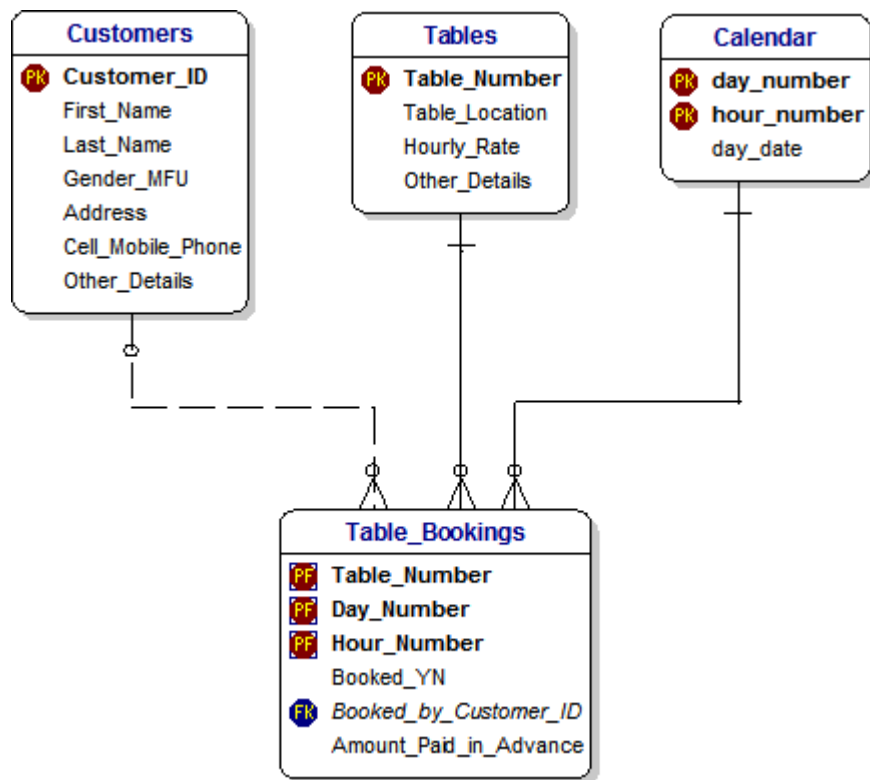 Customers
PK Customer_ID
First_Name
Last_Name
Gender_MFU
Address
Cell_Mobile_Phone
Other_Details
Tables
PK Table_Number
Table_Location
Hourly_Rate
Other_Details
Calendar
PK day_number
PK hour_number
day_date
Table_Bookings
PF Table_Number
PF Day_Number
PF Hour_Number
Booked_YN
FK Booked_by_Customer_ID
Amount_Paid_in_Advance